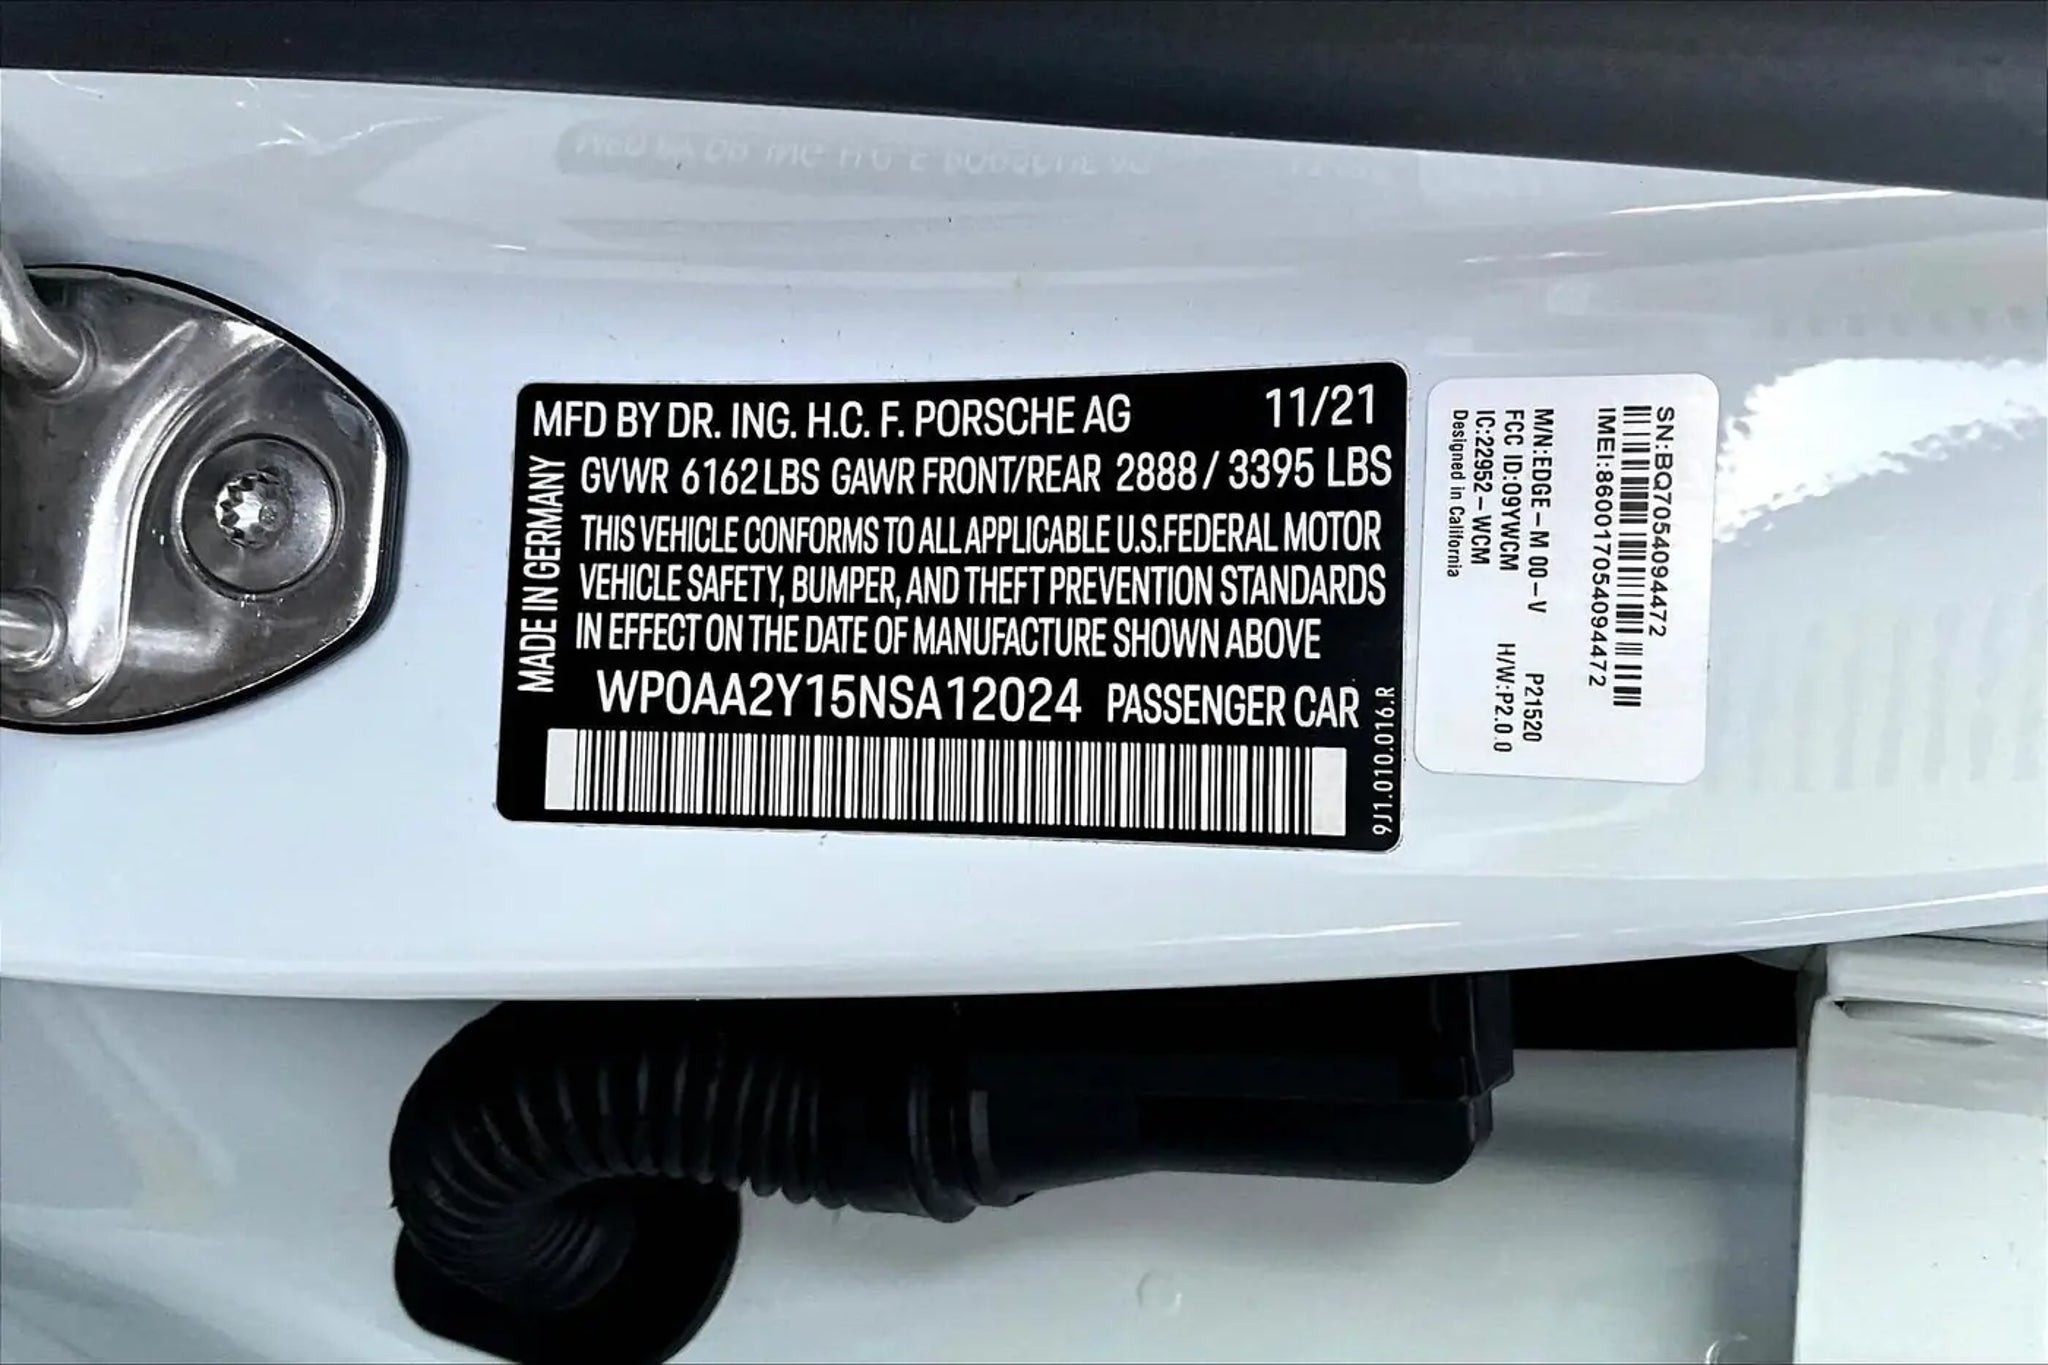 MFD BY DR. ING. H.C. F. PORSCHE AG 11/21
GVWR 6162 LBS GAWR FRONT/REAR 2888 / 3395 LBS
THIS VEHICLE CONFORMS TO ALL APPLICABLE U.S. FEDERAL MOTOR
VEHICLE SAFETY, BUMPER, AND THEFT PREVENTION STANDARDS
IN EFFECT ON THE DATE OF MANUFACTURE SHOWN ABOVE
WP0AA2Y15NSA12024 PASSENGER CAR
MADE IN GERMANY
9J1.010.016.R
SN:BQ7054094472
IMEI:860017054094472
M/N:EDGE-M 00-V P21520
FCC ID:09YWCM H/W:P2.0.0
IC:22952-WCM
Designed in California